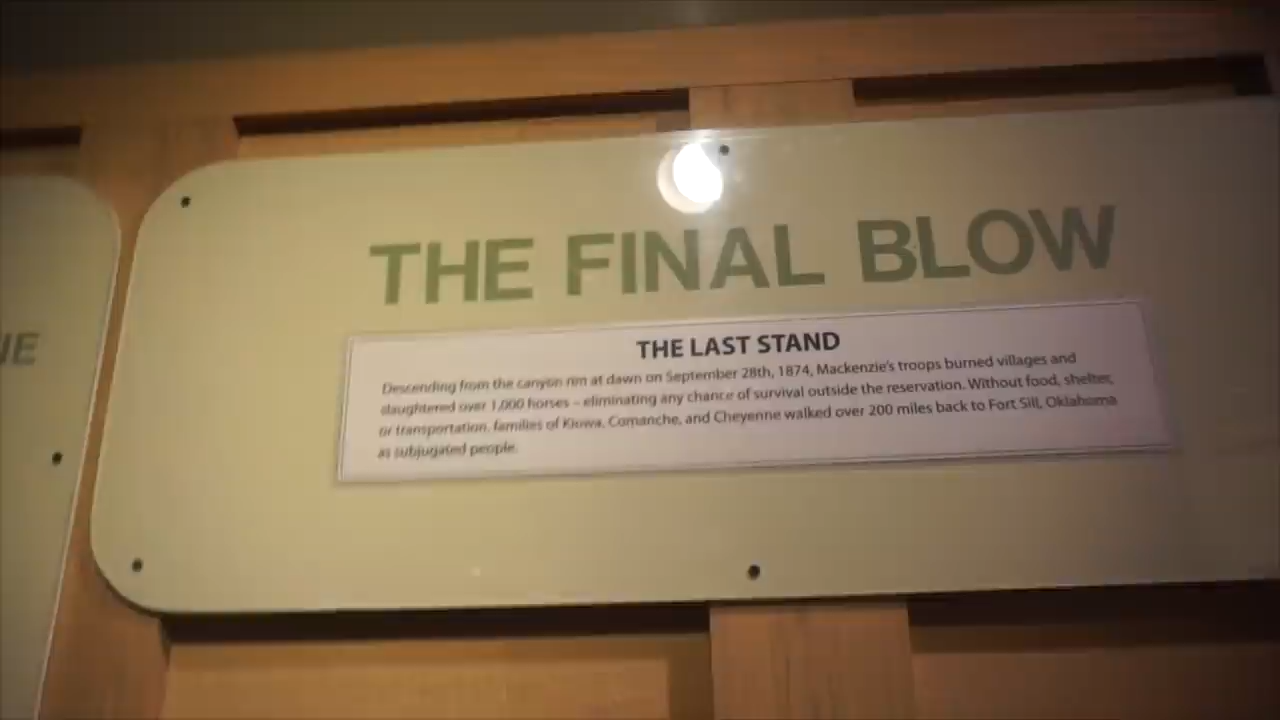 THE FINAL BLOW
THE LAST STAND
Descending from the canyon rim at dawn on September 28th, 1874, Mackenzie's troops burned villages and
slaughtered over 1,000 horses – eliminating any chance of survival outside the reservation. Without food, shelter,
or transportation, families of Kiowa, Comanche, and Cheyenne walked over 200 miles back to Fort Sill, Oklahoma
as subjugated people.